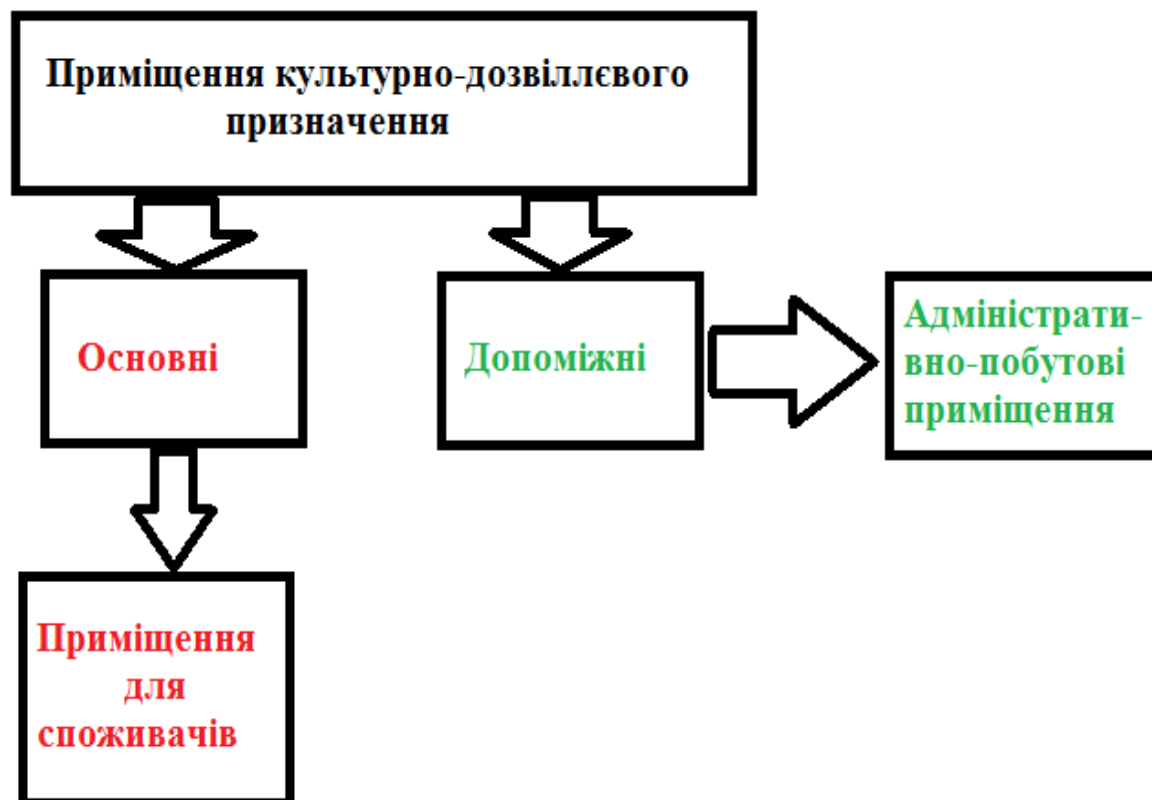 Приміщення культурно-дозвіллєвого
призначення
Основні
Допоміжні
Адміністрати-
вно-побутові
приміщення
Приміщення
для
споживачів